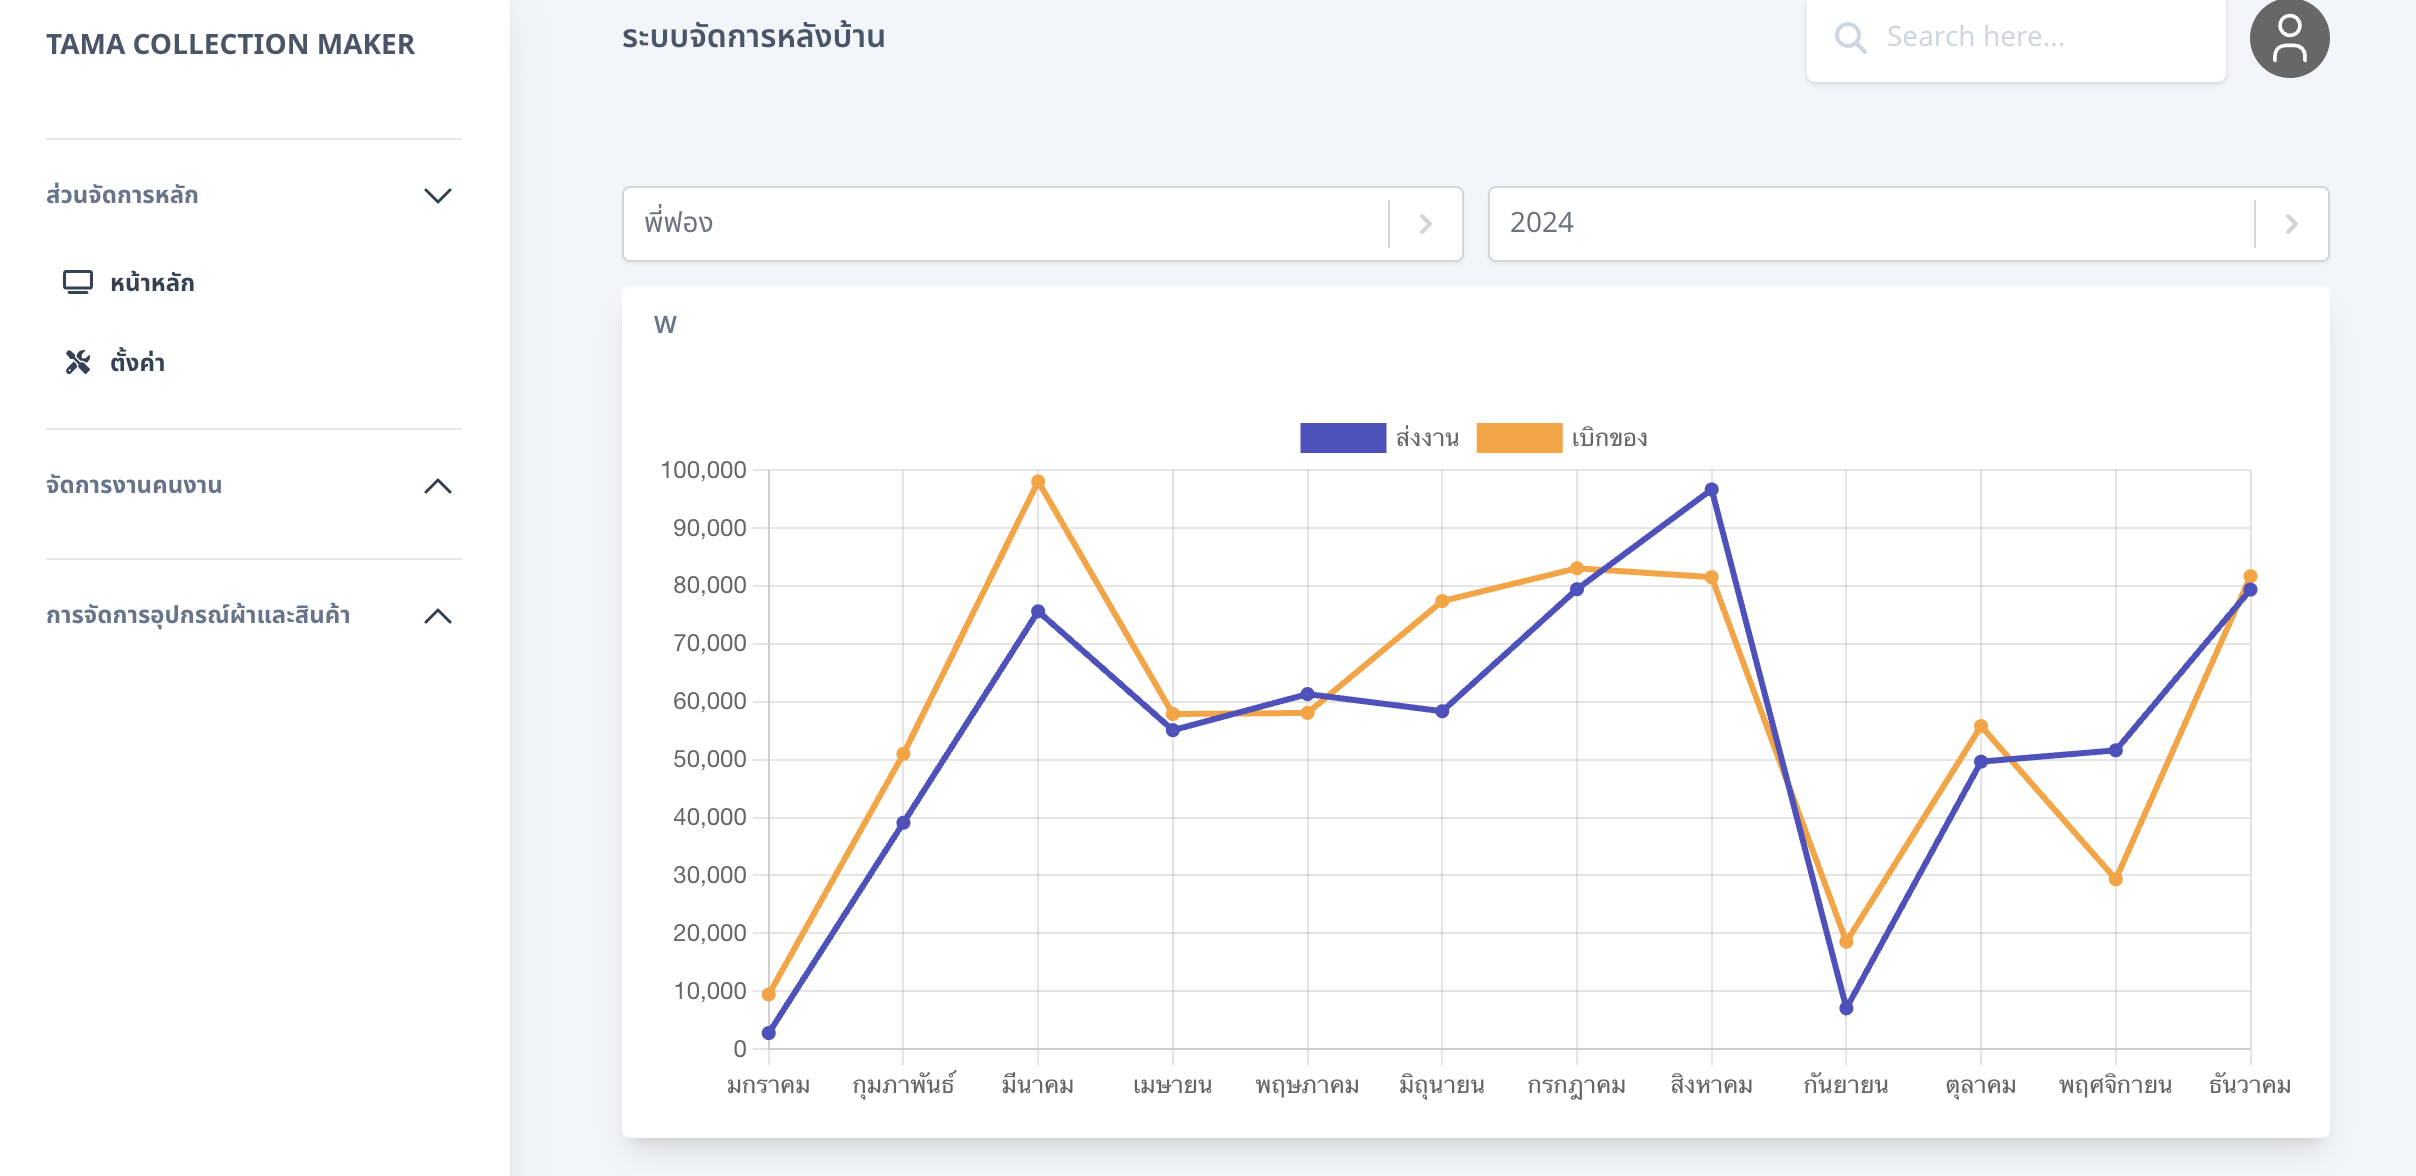 TAMA COLLECTION MAKER
ส่วนจัดการหลัก
หน้าหลัก
ตั้งค่า
จัดการงานคนงาน
การจัดการอุปกรณ์ผ้าและสินค้า
ระบบจัดการหลังบ้าน
Search here...
พี่ฟอง
2024
W
ส่งงาน เบิกของ
100,000
90,000
80,000
70,000
60,000
50,000
40,000
30,000
20,000
10,000
0
มกราคม กุมภาพันธ์ มีนาคม เมษายน พฤษภาคม มิถุนายน กรกฎาคม สิงหาคม กันยายน ตุลาคม พฤศจิกายน ธันวาคม